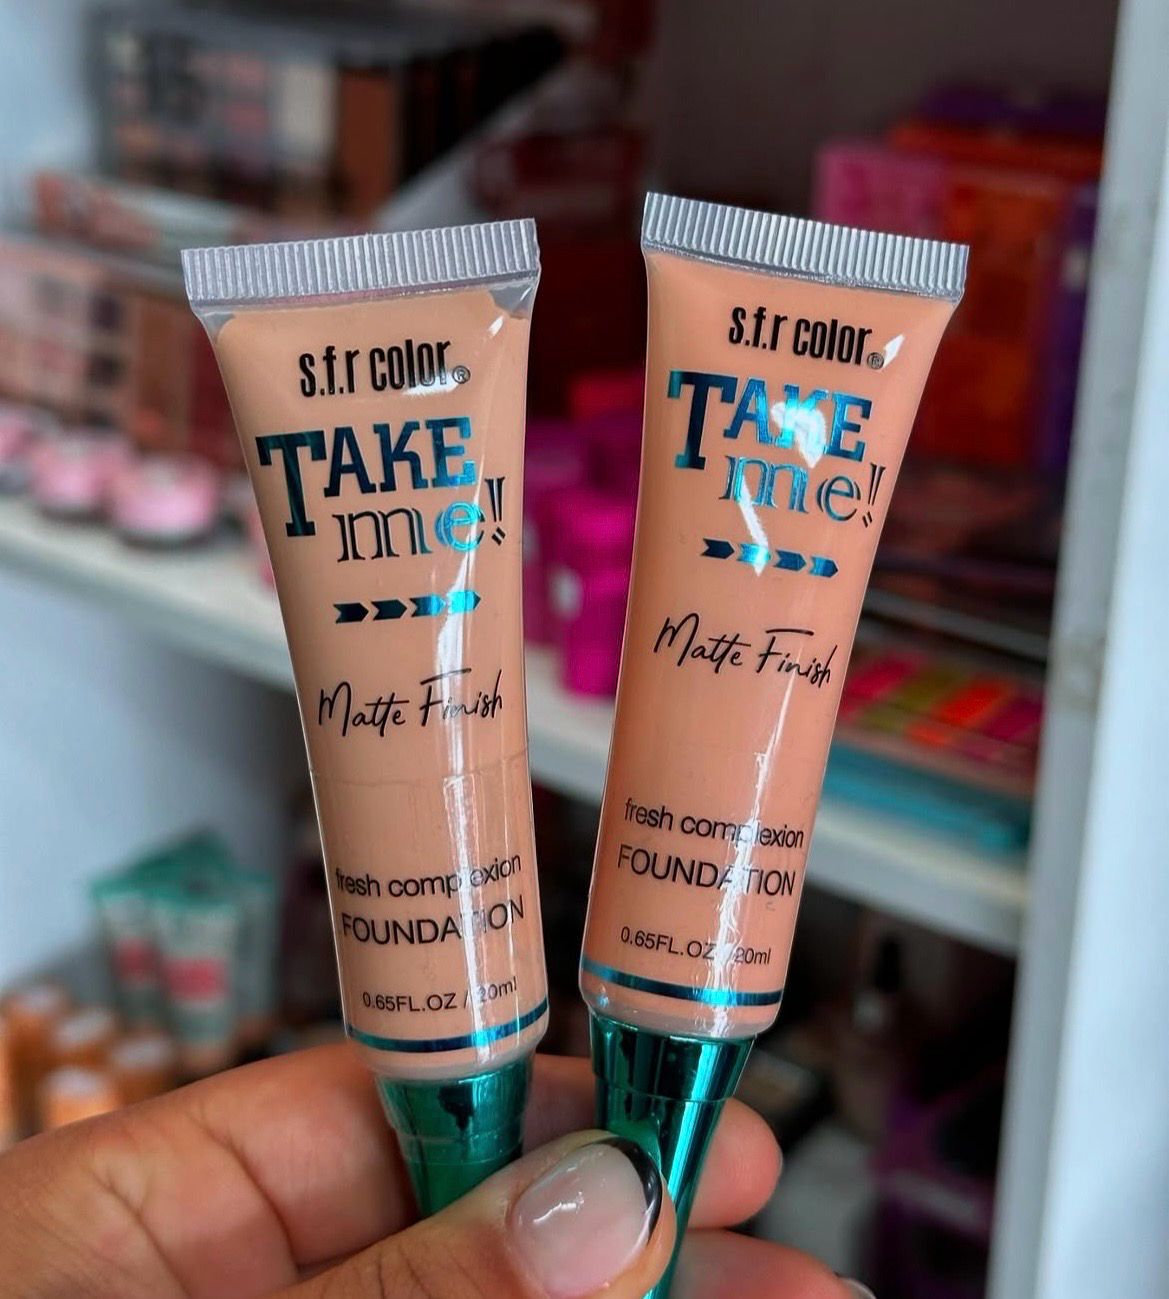 s.f.r color®
TAKE
me!
Matte Finish
fresh complexion
FOUNDATION
0.65FL.OZ / 20ml
s.f.r color®
TAKE
me!
Matte Finish
fresh complexion
FOUNDATION
0.65FL.OZ / 20ml